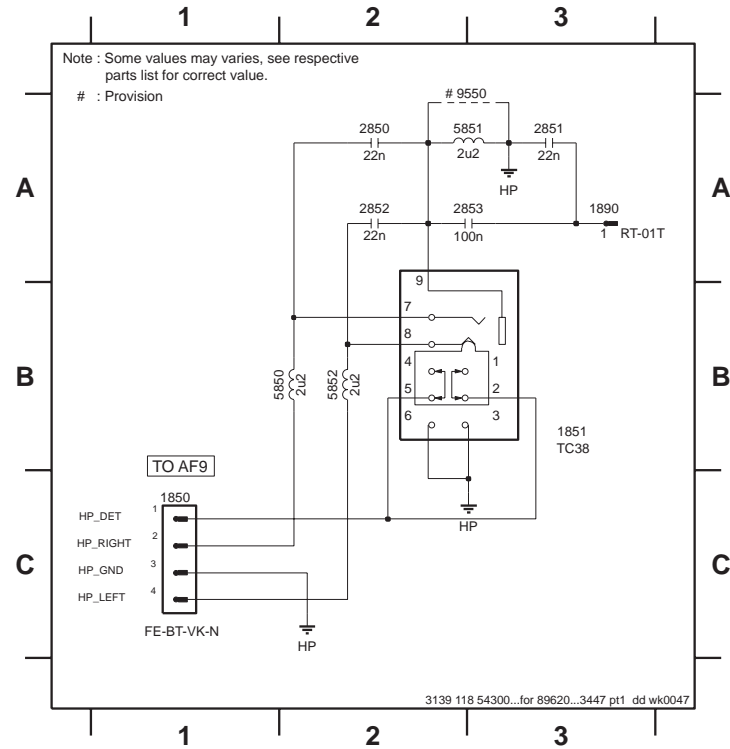 1 2 3
Note : Some values may varies, see respective
parts list for correct value.
# : Provision
# 9550
2850 5851 2851
22n 2u2 22n
A A
HP
2852 2853 1890
22n 100n 1 RT-01T
9
7
8
4 1
B B
5850 2u2 5852 2u2
5 2
6 3
1851
TC38
TO AF9
1850
HP_DET 1
HP
HP_RIGHT 2
C C
HP_GND 3
HP_LEFT 4
FE-BT-VK-N
HP
3139 118 54300...for 89620...3447 pt1 dd wk0047
1 2 3